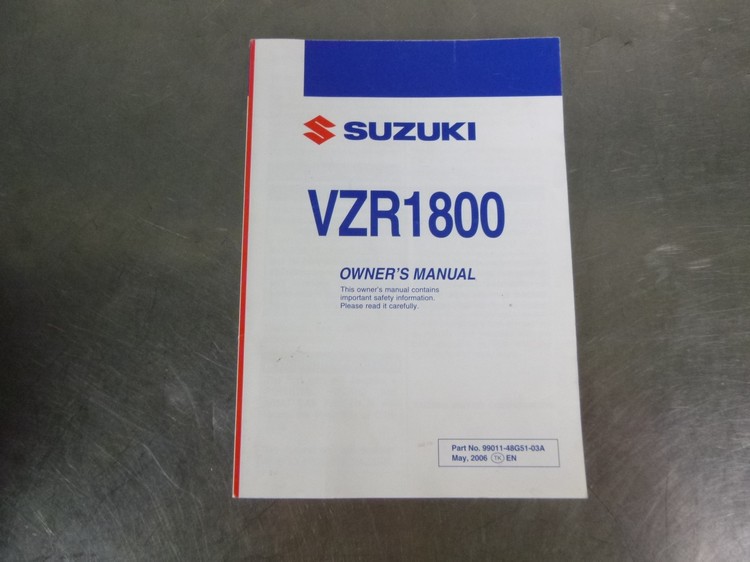 SUZUKI
VZR1800
OWNER'S MANUAL
This owner's manual contains
important safety information.
Please read it carefully.
Part No. 99011-48G51-03A
May, 2006 TK EN